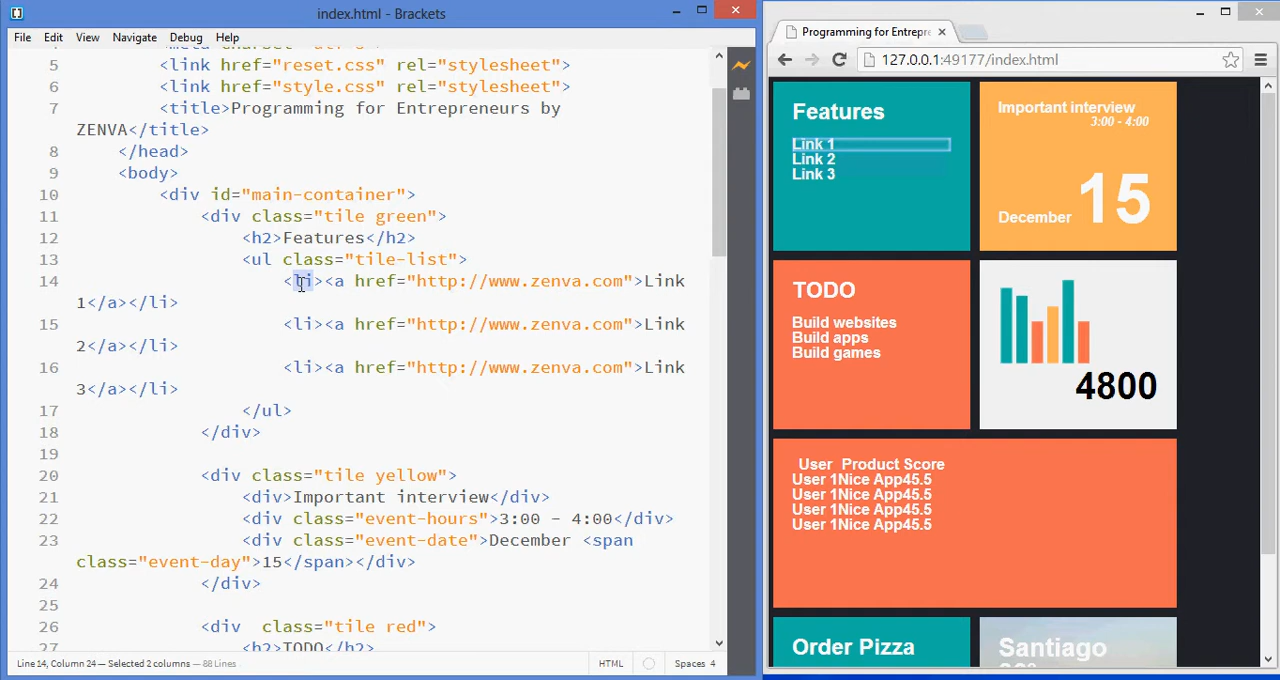 index.html - Brackets
File Edit View Navigate Debug Help
5 <link href="reset.css" rel="stylesheet">
6 <link href="style.css" rel="stylesheet">
7 <title>Programming for Entrepreneurs by
ZENVA</title>
8 </head>
9 <body>
10 <div id="main-container">
11 <div class="tile green">
12 <h2>Features</h2>
13 <ul class="tile-list">
14 <li><a href="http://www.zenva.com">Link
1</a></li>
15 <li><a href="http://www.zenva.com">Link
2</a></li>
16 <li><a href="http://www.zenva.com">Link
3</a></li>
17 </ul>
18 </div>
19
20 <div class="tile yellow">
21 <div>Important interview</div>
22 <div class="event-hours">3:00 - 4:00</div>
23 <div class="event-date">December <span
class="event-day">15</span></div>
24 </div>
25
26 <div  class="tile red">
27 <h2>TODO</h2>
Line 14, Column 24 — Selected 2 columns — 88 Lines
HTML
Spaces 4
Programming for Entrepre
127.0.0.1:49177/index.html
Features
Link 1
Link 2
Link 3
Important interview
3:00 - 4:00
December 15
TODO
Build websites
Build apps
Build games
4800
User Product Score
User 1Nice App45.5
User 1Nice App45.5
User 1Nice App45.5
User 1Nice App45.5
Order Pizza
Santiago